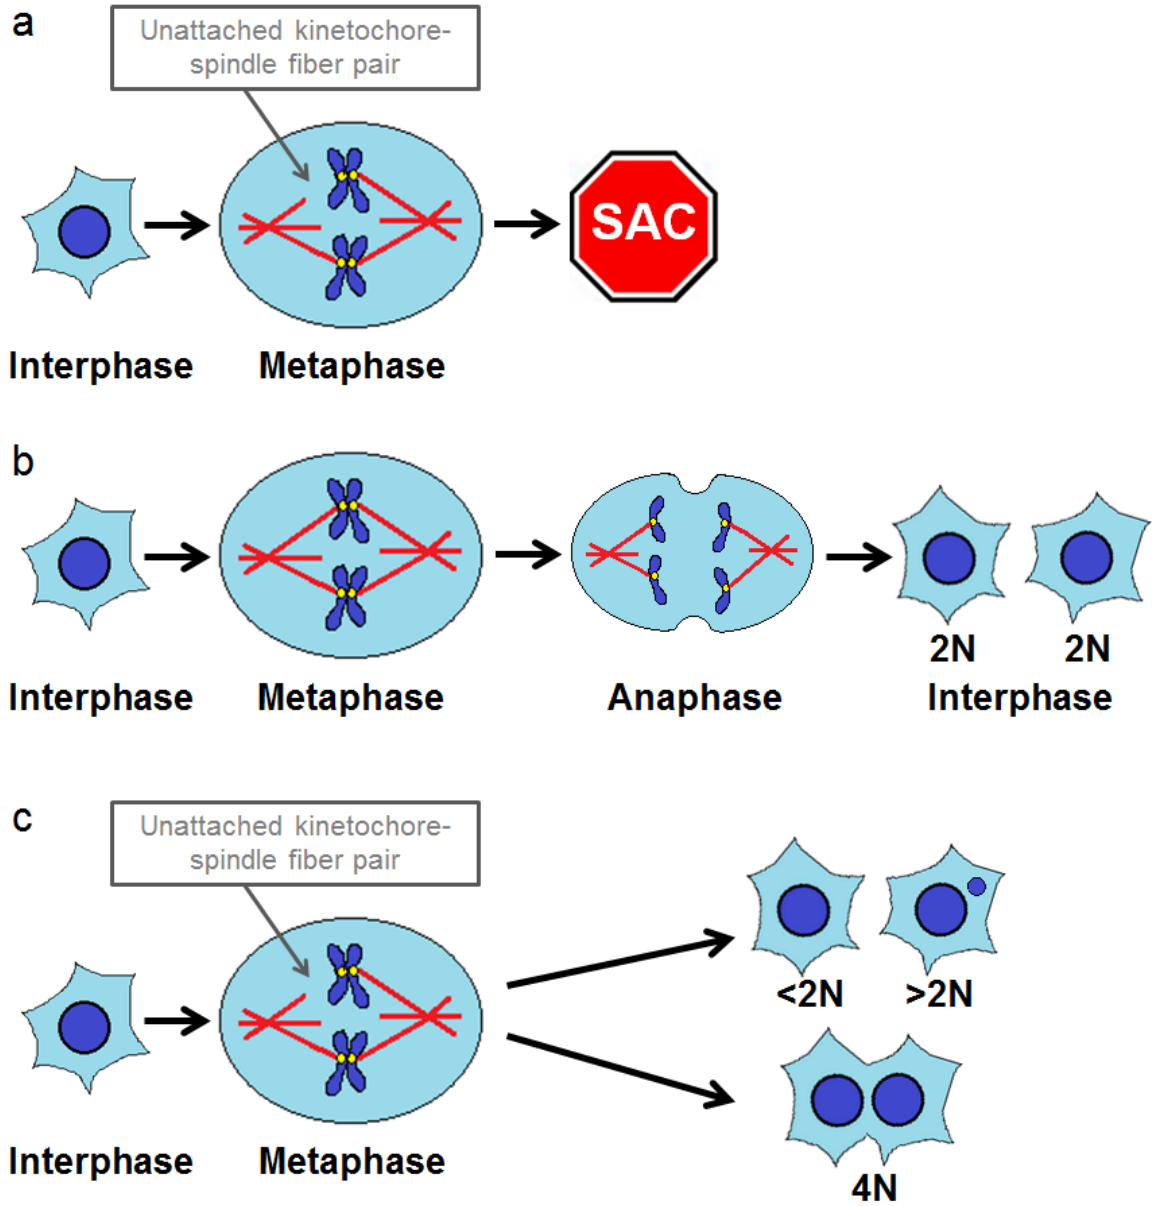 a
Unattached kinetochore-
spindle fiber pair
SAC
Interphase Metaphase
b
2N 2N
Interphase Metaphase Anaphase Interphase
c
Unattached kinetochore-
spindle fiber pair
<2N >2N
Interphase Metaphase
4N